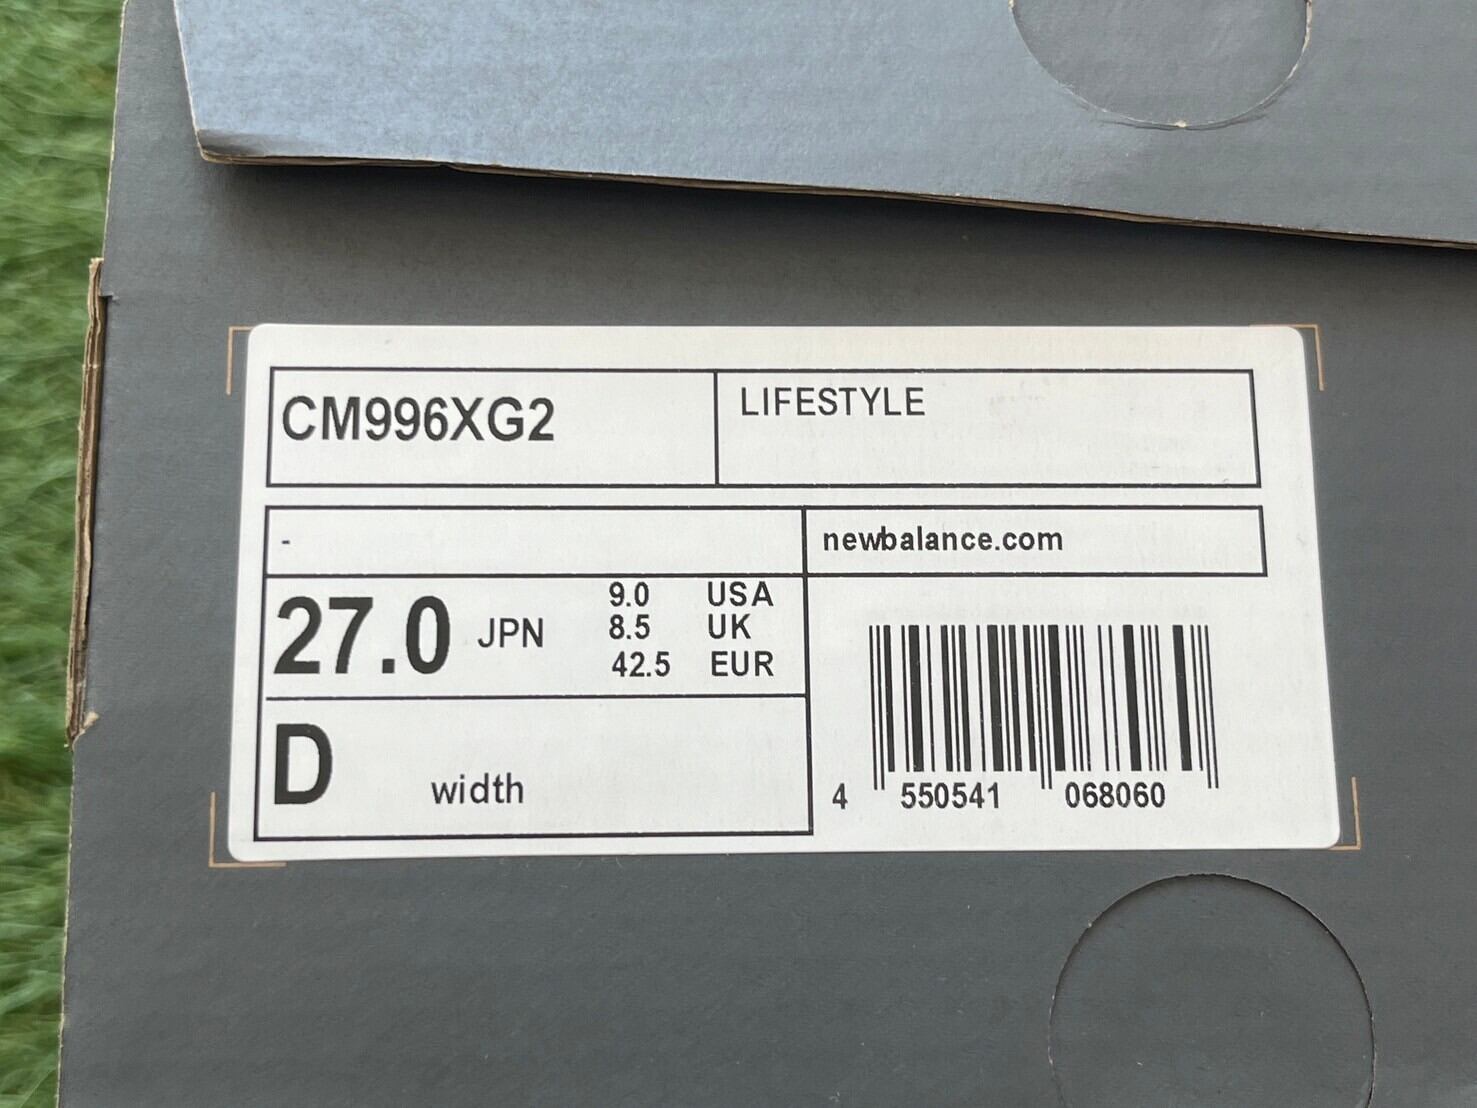 CM996XG2
LIFESTYLE
-
newbalance.com
27.0 JPN
9.0 USA
8.5 UK
42.5 EUR
D width
4 550541 068060